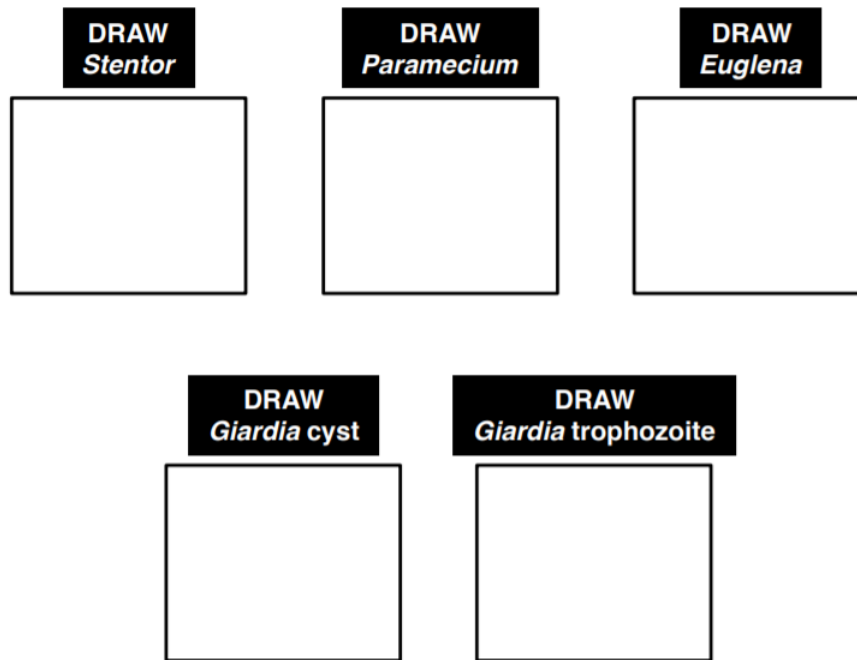 DRAW
Stentor
DRAW
Paramecium
DRAW
Euglena
DRAW
Giardia cyst
DRAW
Giardia trophozoite